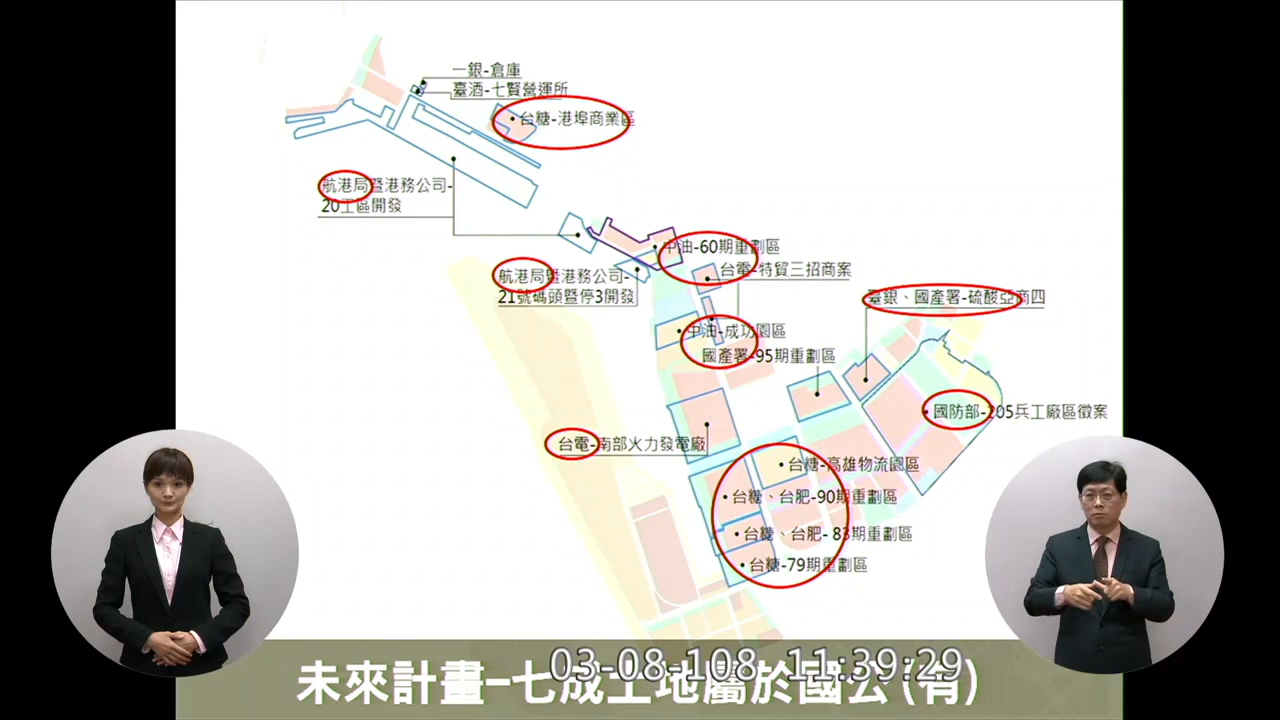 一銀-倉庫
臺酒-七賢營運所
台糖-港埠商業區
航港局暨港務公司-
20工區開發
中油-60期重劃區
航港局暨港務公司-
21號碼頭暨停3開發
台電-特貿三招商案
臺銀、國產署-硫酸亞商四
中油-成功園區
國產署-95期重劃區
國防部-205兵工廠區徵案
台電-南部火力發電廠
台糖-高雄物流園區
台糖、台肥-90期重劃區
台糖、台肥- 83期重劃區
台糖-79期重劃區
03-08-108 11:39:29
未來計畫–七成土地屬於國公(有)